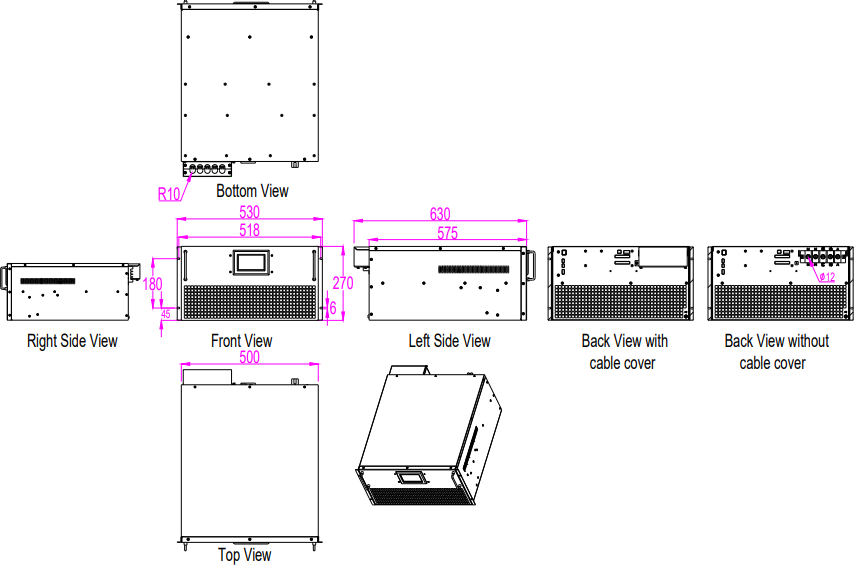 R10
Bottom View
530
518
630
575
180
45
270
6
ø12
Right Side View
Front View
Left Side View
Back View with
cable cover
Back View without
cable cover
500
Top View